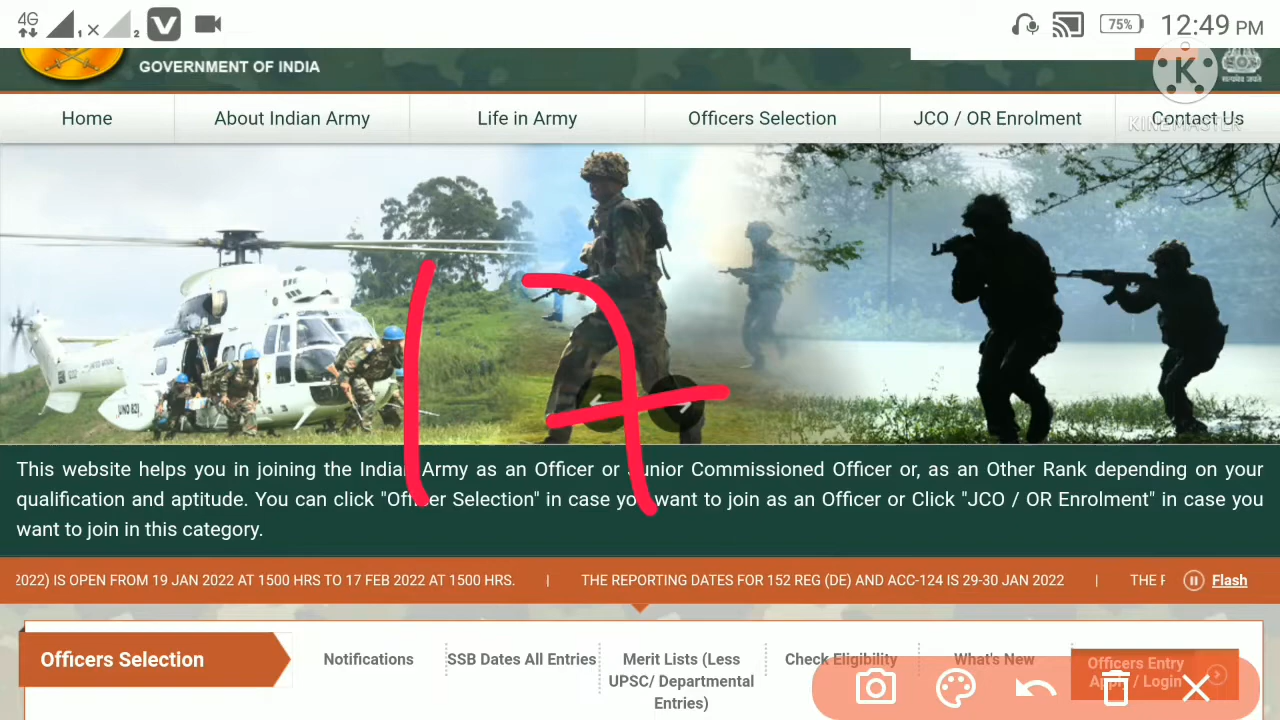 4G 1 x 2 V 75% 12:49 PM
GOVERNMENT OF INDIA
K
KINEMASTER
Home About Indian Army Life in Army Officers Selection JCO / OR Enrolment Contact Us
17
This website helps you in joining the Indian Army as an Officer or Junior Commissioned Officer or, as an Other Rank depending on your
qualification and aptitude. You can click "Officer Selection" in case you want to join as an Officer or Click "JCO / OR Enrolment" in case you
want to join in this category.
2022) IS OPEN FROM 19 JAN 2022 AT 1500 HRS TO 17 FEB 2022 AT 1500 HRS. | THE REPORTING DATES FOR 152 REG (DE) AND ACC-124 IS 29-30 JAN 2022 | THE Flash
Officers Selection
Notifications
SSB Dates All Entries
Merit Lists (Less
UPSC/ Departmental
Entries)
Check Eligibility
What's New
Officers Entry
Login